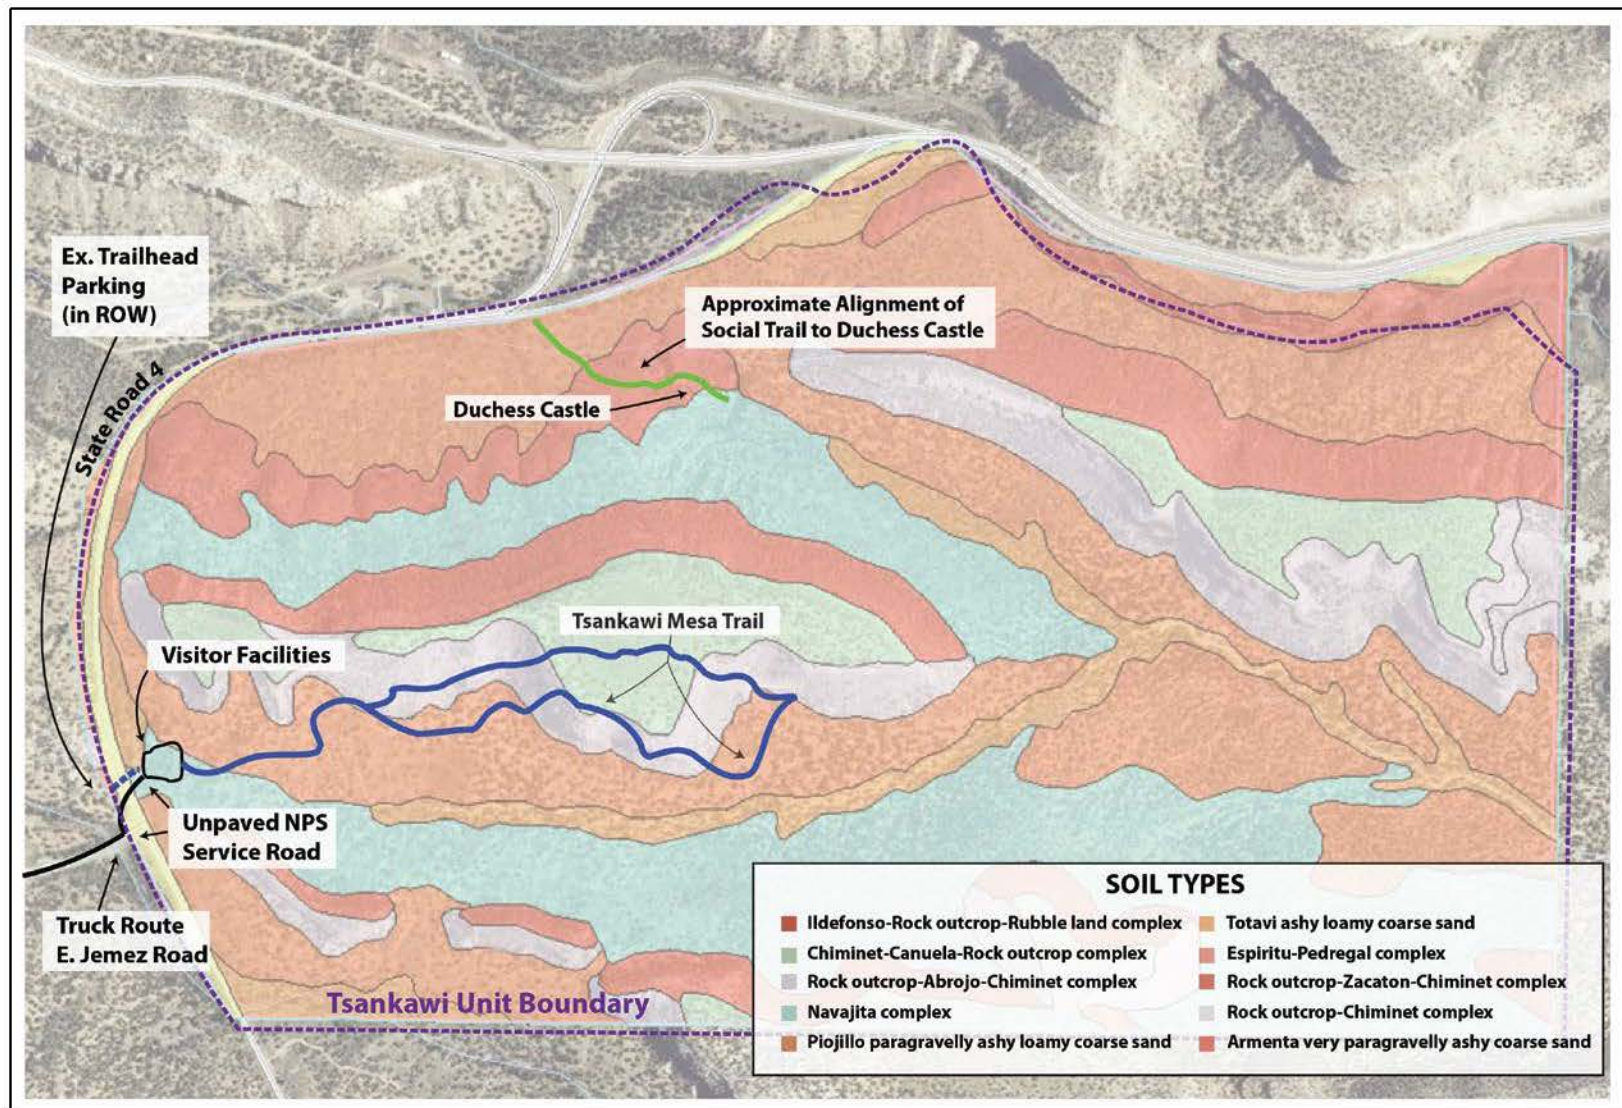 Ex. Trailhead
Parking
(in ROW)
State Road 4
Approximate Alignment of
Social Trail to Duchess Castle
Duchess Castle
Tsankawi Mesa Trail
Visitor Facilities
Unpaved NPS
Service Road
Truck Route
E. Jemez Road
Tsankawi Unit Boundary
SOIL TYPES
Ildefonso-Rock outcrop-Rubble land complex
Chiminet-Canuela-Rock outcrop complex
Rock outcrop-Abrojo-Chiminet complex
Navajita complex
Piojillo paragravelly ashy loamy coarse sand
Totavi ashy loamy coarse sand
Espiritu-Pedregal complex
Rock outcrop-Zacaton-Chiminet complex
Rock outcrop-Chiminet complex
Armenta very paragravelly ashy coarse sand